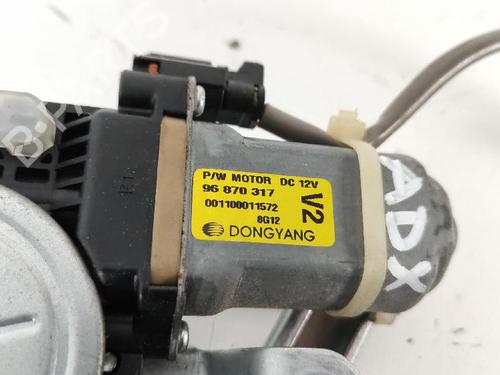 P/W MOTOR DC 12V
96 870 317
001100011572
8G12
V2
DONGYANG
ADX